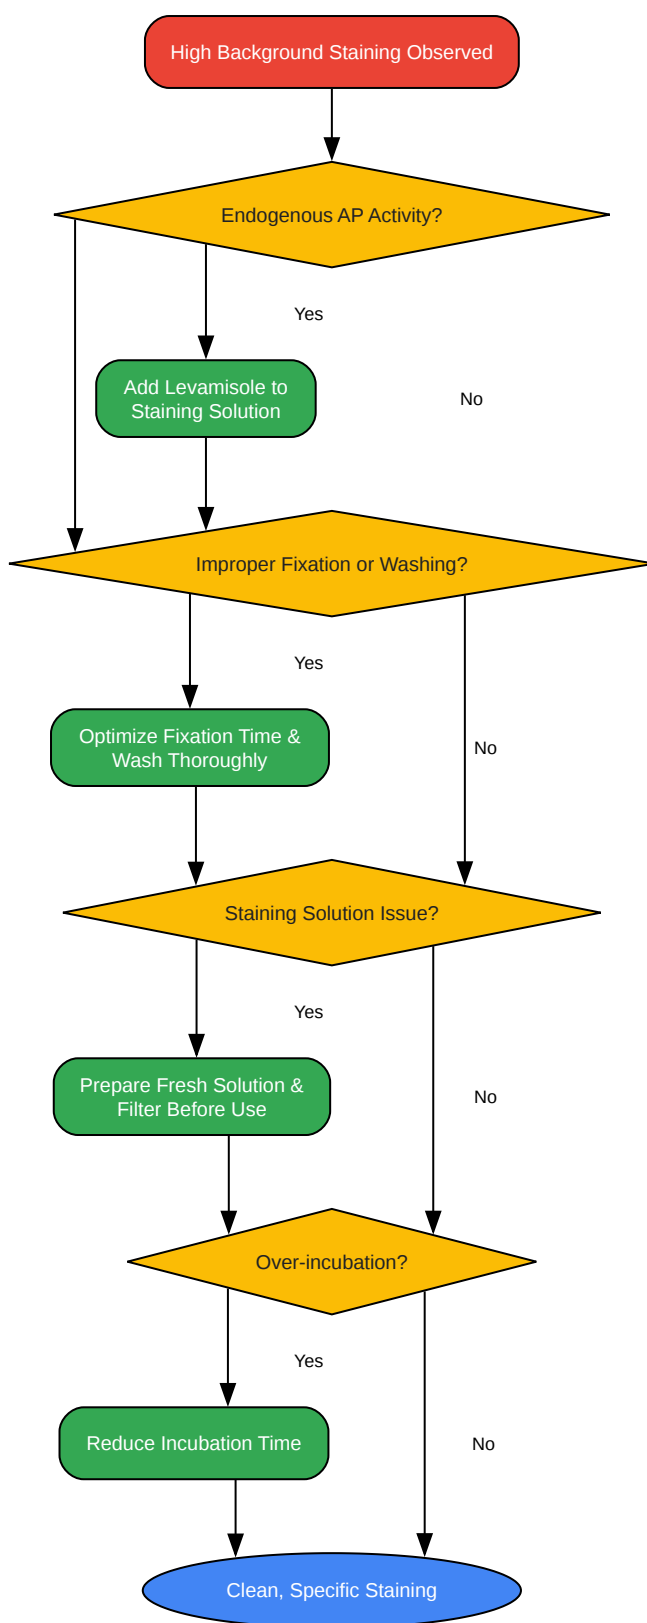 High Background Staining Observed
Endogenous AP Activity?
Yes
Add Levamisole to
Staining Solution
No
Improper Fixation or Washing?
Yes
Optimize Fixation Time &
Wash Thoroughly
No
Staining Solution Issue?
Yes
Prepare Fresh Solution &
Filter Before Use
No
Over-incubation?
Yes
Reduce Incubation Time
No
Clean, Specific Staining